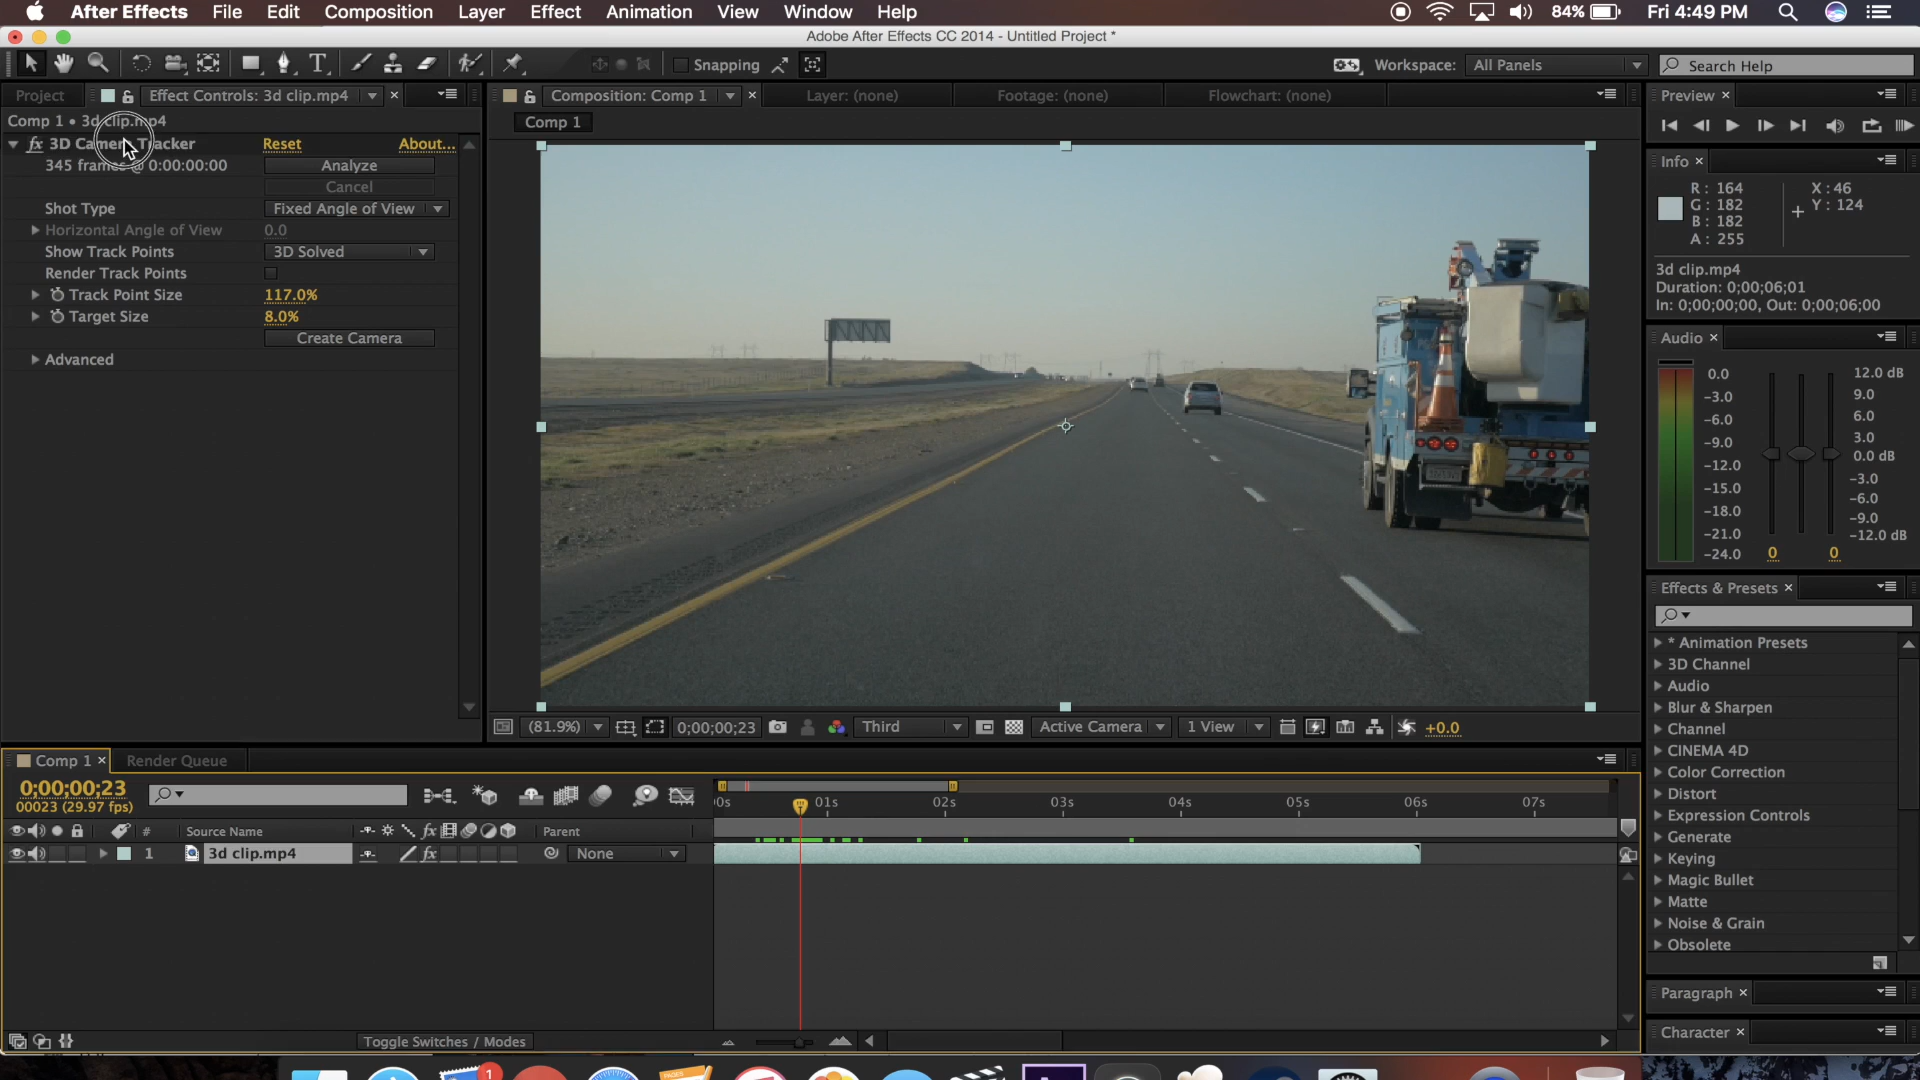 After Effects File Edit Composition Layer Effect Animation View Window Help 84% Fri 4:49 PM
Adobe After Effects CC 2014 - Untitled Project *
T Snapping Workspace: All Panels Search Help
Project Effect Controls: 3d clip.mp4 × Composition: Comp 1 × Layer: (none) Footage: (none) Flowchart: (none) Preview ×
Comp 1 • 3d clip.mp4 Comp 1
fx 3D Camera Tracker Reset About...
345 frames @ 0:00:00:00 Analyze
Cancel
Shot Type Fixed Angle of View
Horizontal Angle of View 0.0
Show Track Points 3D Solved
Render Track Points
Track Point Size 117.0%
Target Size 8.0%
Create Camera
Advanced
Info ×
R: 164 X: 46
G: 182 Y: 124
B: 182
A: 255
3d clip.mp4
Duration: 0;00;06;01
In: 0;00;00;00, Out: 0;00;06;00
Audio ×
0.0 12.0 dB
-3.0 9.0
-6.0 6.0
-9.0 3.0
-12.0 0.0 dB
-15.0 -3.0
-18.0 -6.0
-21.0 -9.0
-24.0 -12.0 dB
0 0
Effects & Presets ×
* Animation Presets
3D Channel
Audio
Blur & Sharpen
Channel
CINEMA 4D
Color Correction
Distort
Expression Controls
Generate
Keying
Magic Bullet
Matte
Noise & Grain
Obsolete
Paragraph ×
Character ×
(81.9%) 0;00;00;23 Third Active Camera 1 View +0.0
Comp 1 × Render Queue
0;00;00;23
00023 (29.97 fps)
0s 01s 02s 03s 04s 05s 06s 07s
# Source Name fx Parent
1 3d clip.mp4 fx None
Toggle Switches / Modes
1
PAGES